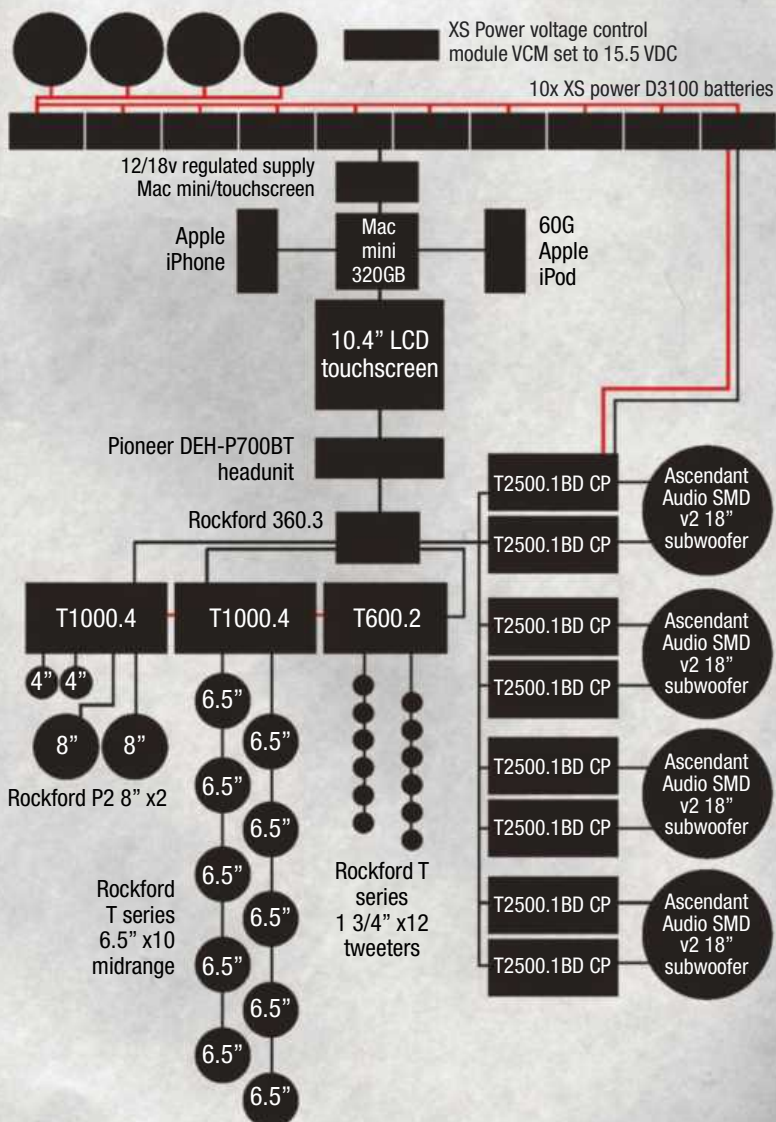 XS Power voltage control
module VCM set to 15.5 VDC
10x XS power D3100 batteries
12/18v regulated supply
Mac mini/touchscreen
Apple
iPhone
Mac
mini
320GB
60G
Apple
iPod
10.4” LCD
touchscreen
Pioneer DEH-P700BT
headunit
Rockford 360.3
T1000.4
T1000.4
T600.2
4”
4”
8”
8”
Rockford P2 8” x2
6.5”
6.5”
6.5”
6.5”
6.5”
6.5”
6.5”
6.5”
6.5”
6.5”
Rockford
T series
6.5” x10
midrange
Rockford T
series
1 3/4” x12
tweeters
T2500.1BD CP
T2500.1BD CP
Ascendant
Audio SMD
v2 18”
subwoofer
T2500.1BD CP
T2500.1BD CP
Ascendant
Audio SMD
v2 18”
subwoofer
T2500.1BD CP
T2500.1BD CP
Ascendant
Audio SMD
v2 18”
subwoofer
T2500.1BD CP
T2500.1BD CP
Ascendant
Audio SMD
v2 18”
subwoofer